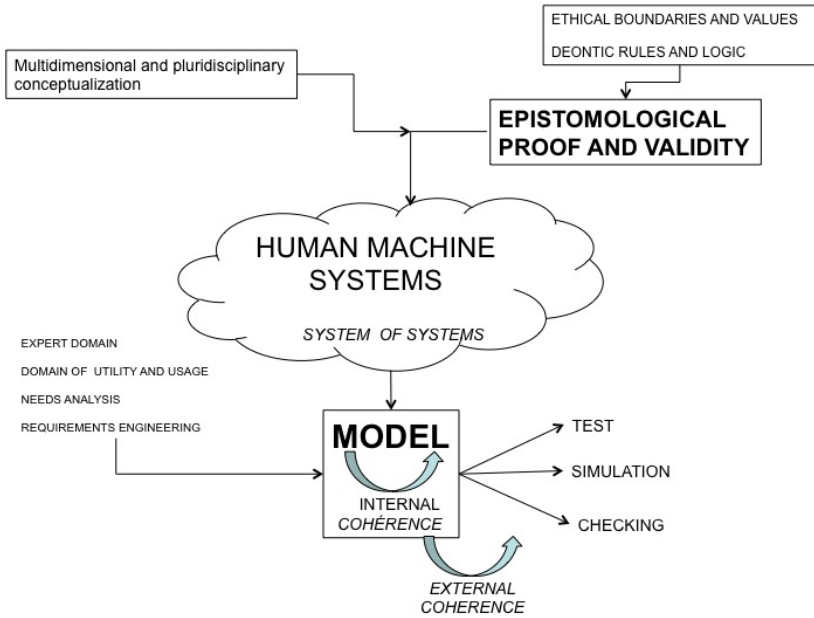 ETHICAL BOUNDARIES AND VALUES
DEONTIC RULES AND LOGIC
Multidimensional and pluridisciplinary
conceptualization
EPISTOMOLOGICAL
PROOF AND VALIDITY
HUMAN MACHINE
SYSTEMS
SYSTEM OF SYSTEMS
EXPERT DOMAIN
DOMAIN OF UTILITY AND USAGE
NEEDS ANALYSIS
REQUIREMENTS ENGINEERING
MODEL
INTERNAL
COHÉRENCE
TEST
SIMULATION
CHECKING
EXTERNAL
COHERENCE